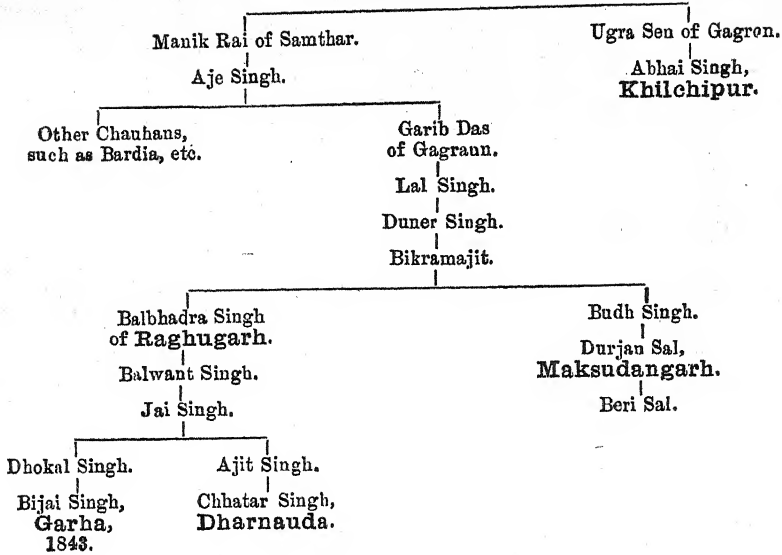 Manik Rai of Samthar.
Ugra Sen of Gagron.
Aje Singh.
Abhai Singh,
Khilchipur.
Other Chauhans,
such as Bardia, etc.
Garib Das
of Gagraun.
Lal Singh.
Duner Singh.
Bikramajit.
Balbhadra Singh
of Raghugarh.
Budh Singh.
Balwant Singh.
Durjan Sal,
Maksudangarh.
Jai Singh.
Beri Sal.
Dhokal Singh.
Ajit Singh.
Bijai Singh,
Garha,
1843.
Chhatar Singh,
Dharnauda.